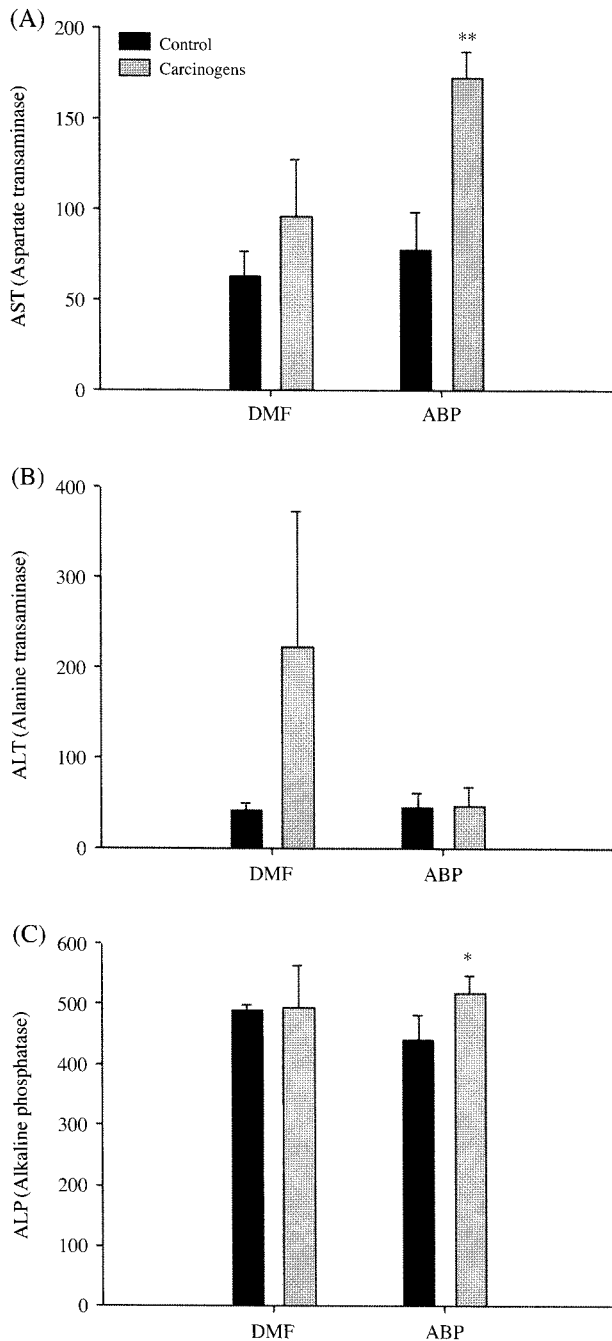 (A)
AST (Aspartate transaminase)
200
150
100
50
0
Control
Carcinogens
**
DMF ABP
(B)
ALT (Alanine transaminase)
400
300
200
100
0
DMF ABP
(C)
ALP (Alkaline phosphatase)
600
500
400
300
200
100
0
*
DMF ABP